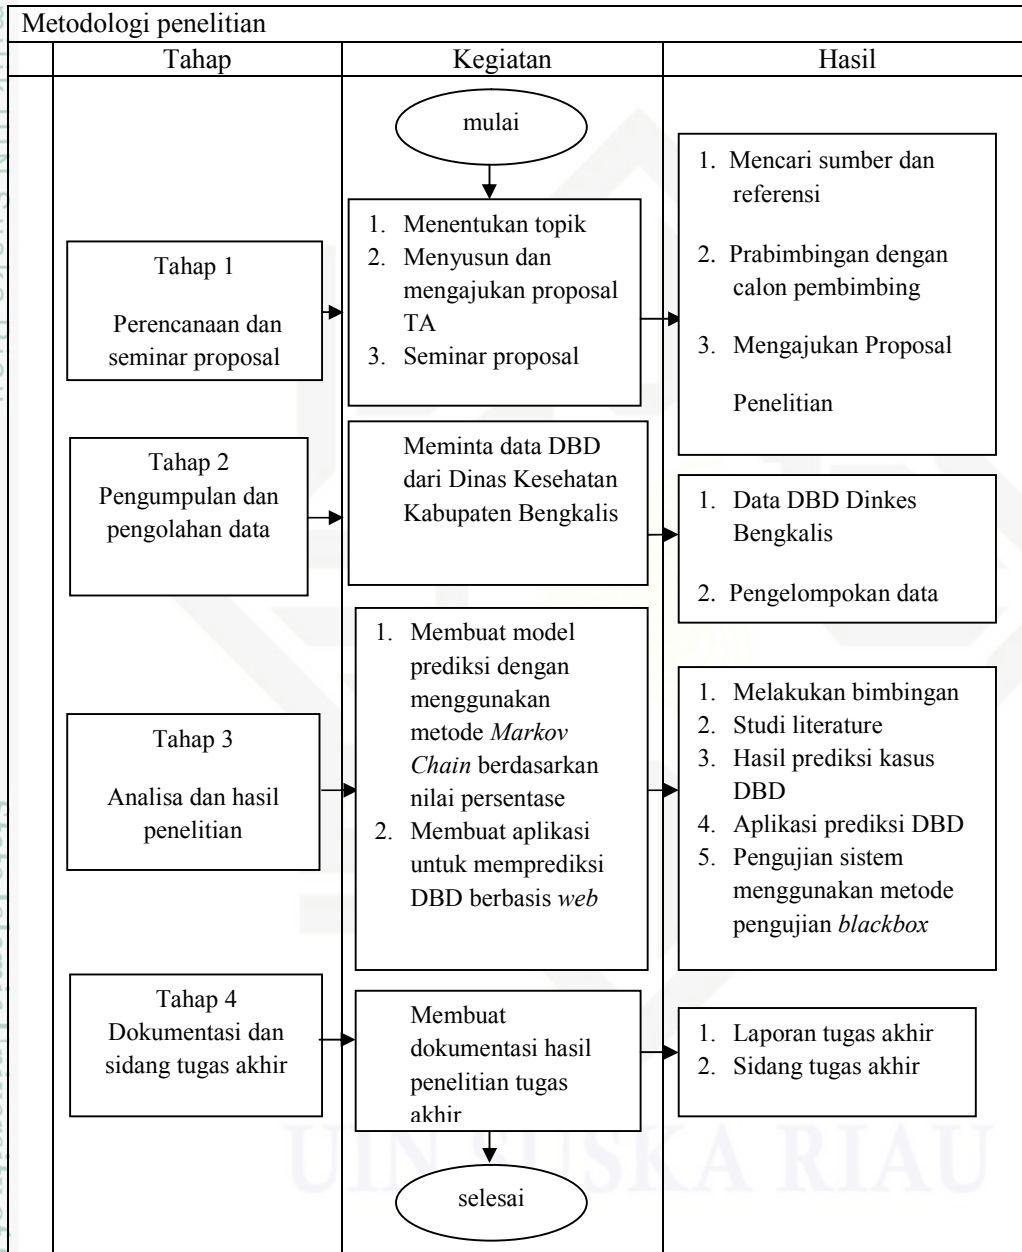 Metodologi penelitian
Tahap
Kegiatan
Hasil
mulai
Tahap 1
Perencanaan dan
seminar proposal
1. Menentukan topik
2. Menyusun dan
mengajukan proposal
TA
3. Seminar proposal
1. Mencari sumber dan
referensi
2. Prabimbingan dengan
calon pembimbing
3. Mengajukan Proposal
Penelitian
Tahap 2
Pengumpulan dan
pengolahan data
Meminta data DBD
dari Dinas Kesehatan
Kabupaten Bengkalis
1. Data DBD Dinkes
Bengkalis
2. Pengelompokan data
Tahap 3
Analisa dan hasil
penelitian
1. Membuat model
prediksi dengan
menggunakan
metode Markov
Chain berdasarkan
nilai persentase
2. Membuat aplikasi
untuk memprediksi
DBD berbasis web
1. Melakukan bimbingan
2. Studi literature
3. Hasil prediksi kasus
DBD
4. Aplikasi prediksi DBD
5. Pengujian sistem
menggunakan metode
pengujian blackbox
Tahap 4
Dokumentasi dan
sidang tugas akhir
Membuat
dokumentasi hasil
penelitian tugas
akhir
1. Laporan tugas akhir
2. Sidang tugas akhir
selesai
UIN SUSKA RIAU